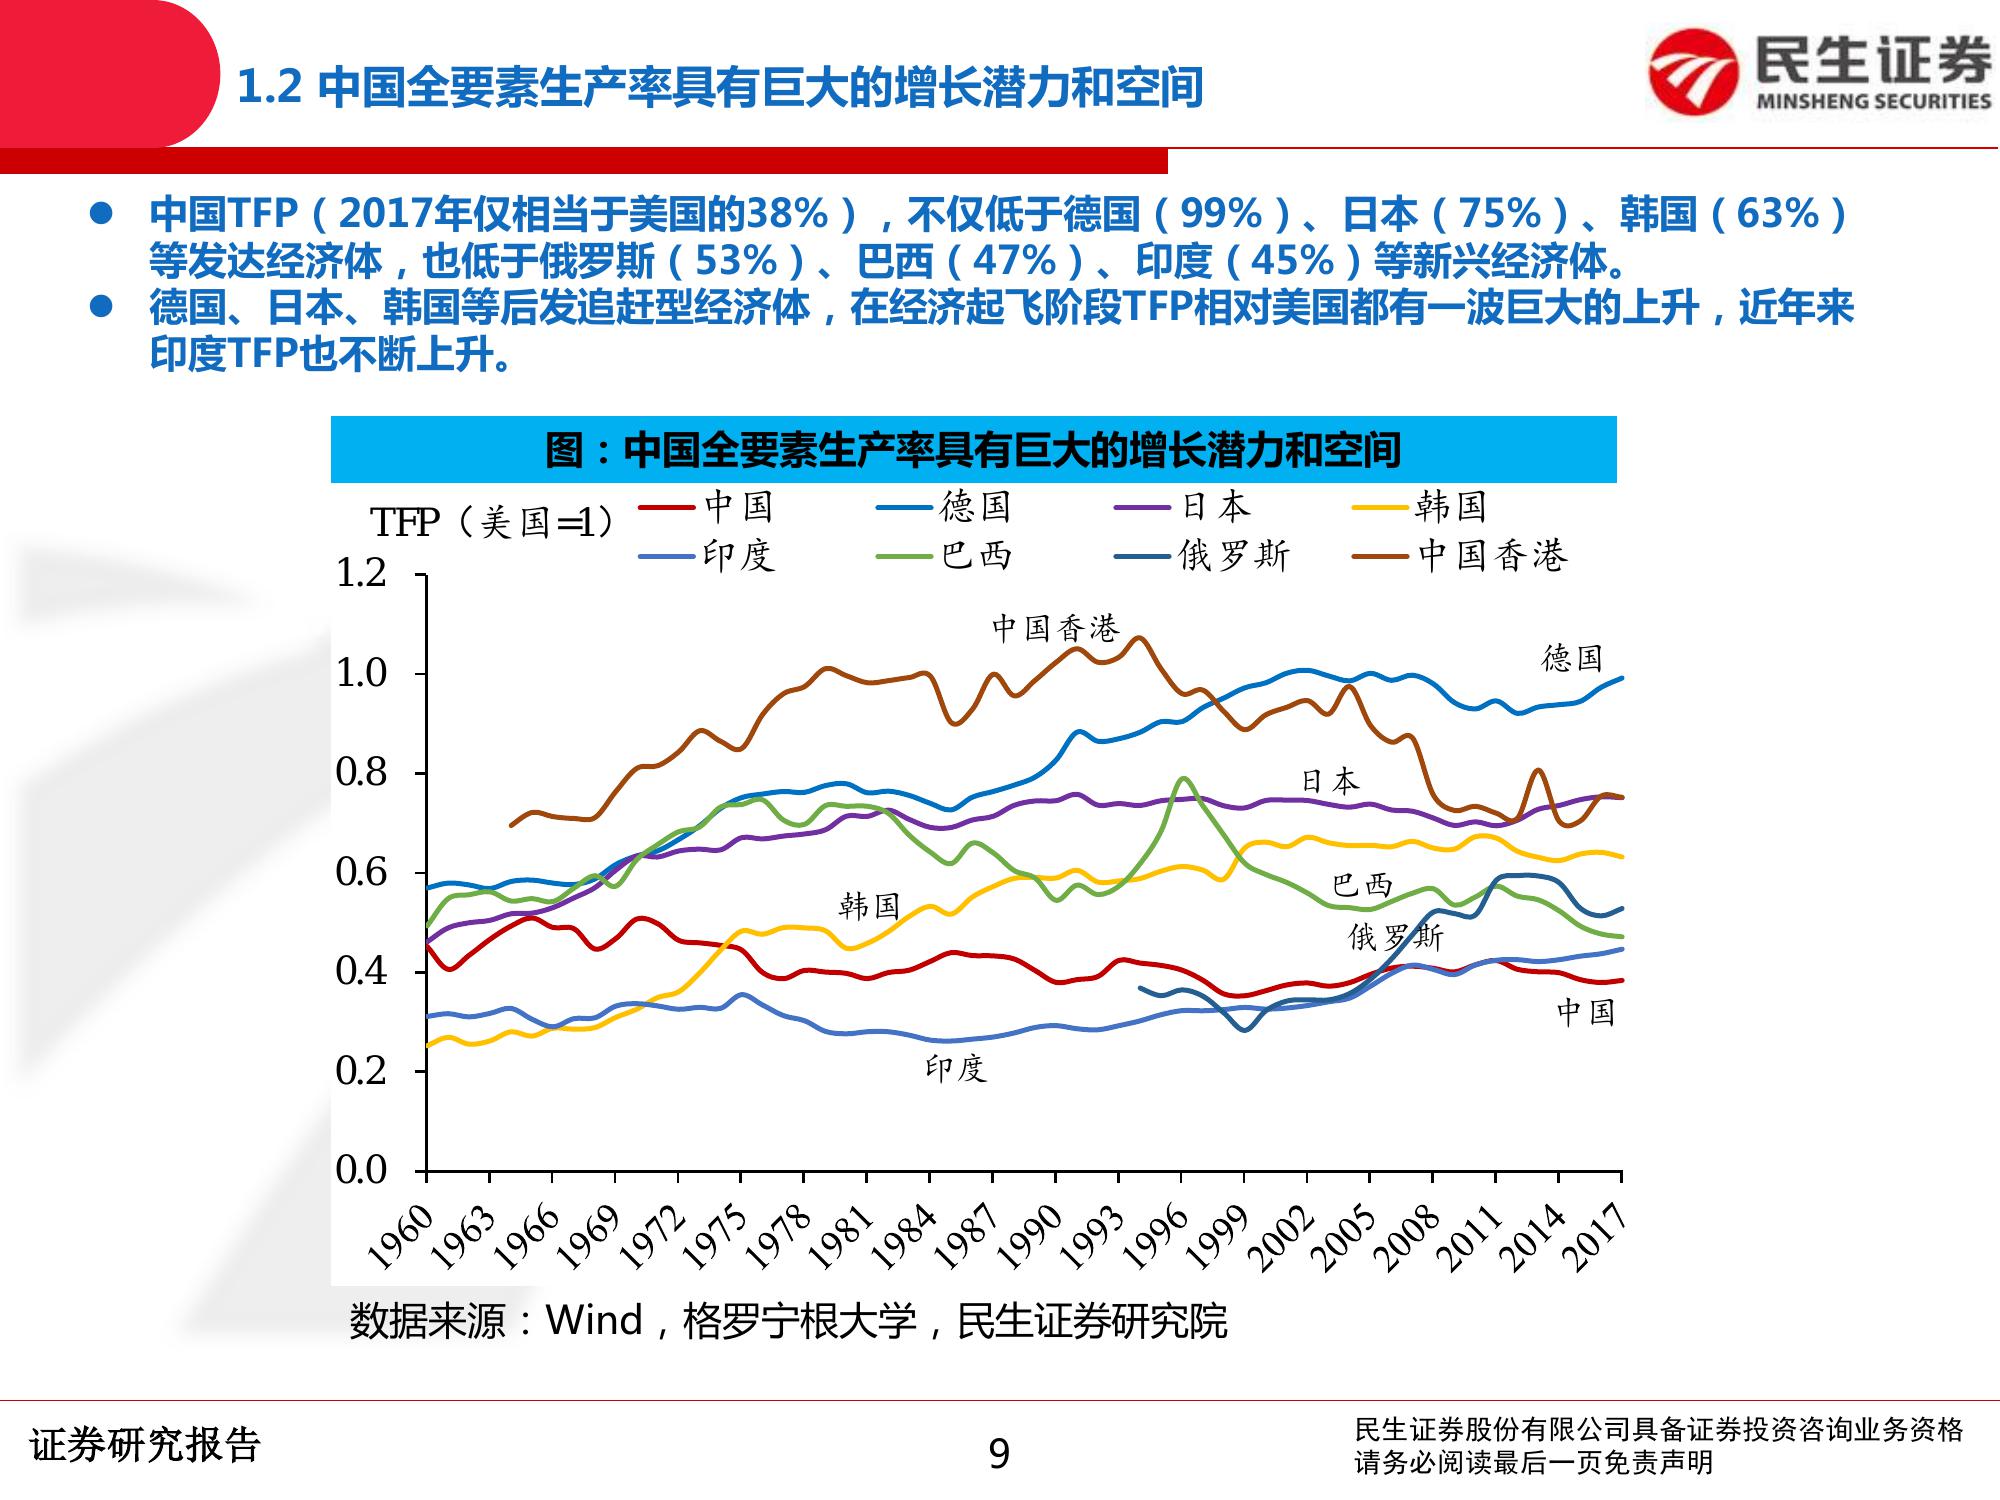 1.2 中国全要素生产率具有巨大的增长潜力和空间
民生证券
MINSHENG SECURITIES
● 中国TFP（2017年仅相当于美国的38%），不仅低于德国（99%）、日本（75%）、韩国（63%）
等发达经济体，也低于俄罗斯（53%）、巴西（47%）、印度（45%）等新兴经济体。
● 德国、日本、韩国等后发追赶型经济体，在经济起飞阶段TFP相对美国都有一波巨大的上升，近年来
印度TFP也不断上升。
图：中国全要素生产率具有巨大的增长潜力和空间
TFP（美国=1）
中国 德国 日本 韩国
印度 巴西 俄罗斯 中国香港
1.2
1.0
0.8
0.6
0.4
0.2
0.0
中国香港
德国
日本
韩国
巴西
俄罗斯
中国
印度
1960 1963 1966 1969 1972 1975 1978 1981 1984 1987 1990 1993 1996 1999 2002 2005 2008 2011 2014 2017
数据来源：Wind，格罗宁根大学，民生证券研究院
证券研究报告
9
民生证券股份有限公司具备证券投资咨询业务资格
请务必阅读最后一页免责声明